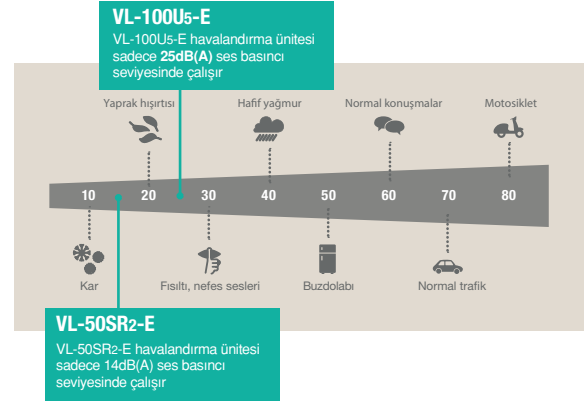 VL-100U5-E
VL-100U5-E havalandırma ünitesi
sadece 25dB(A) ses basıncı
seviyesinde çalışır
Yaprak hışırtısı
Hafif yağmur
Normal konuşmalar
Motosiklet
10 20 30 40 50 60 70 80
Kar
Fısıltı, nefes sesleri
Buzdolabı
Normal trafik
VL-50SR2-E
VL-50SR2-E havalandırma ünitesi
sadece 14dB(A) ses basıncı
seviyesinde çalışır